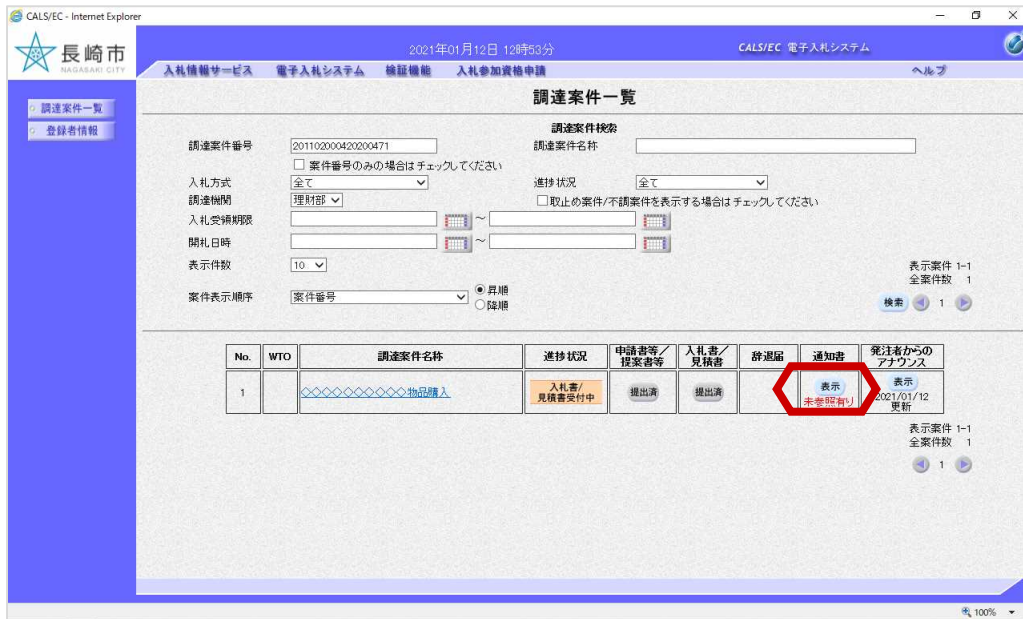 CALS/EC - Internet Explorer
長崎市
NAGASAKI CITY
2021年01月12日 12時53分
CALS/EC 電子入札システム
入札情報サービス 電子入札システム 検証機能 入札参加資格申請 ヘルプ
調達案件一覧
登録者情報
調達案件一覧
調達案件検索
調達案件番号 201102000420200471 調達案件名称
案件番号のみの場合はチェックしてください
入札方式 全て 進捗状況 全て
調達機関 理財部 取止め案件/不調案件を表示する場合はチェックしてください
入札受領期限 ~
開札日時 ~
表示件数 10
表示案件 1-1
全案件数 1
案件表示順序 案件番号 昇順
降順
検索 1
No. WTO 調達案件名称 進捗状況 申請書等/提案書等 入札書/見積書 辞退届 通知書 発注者からのアナウンス
1 ◇◇◇◇◇◇◇◇◇◇物品購入 入札書/見積書受付中 提出済 提出済 表示 未参照有り 表示 2021/01/12 更新
表示案件 1-1
全案件数 1
1
100%